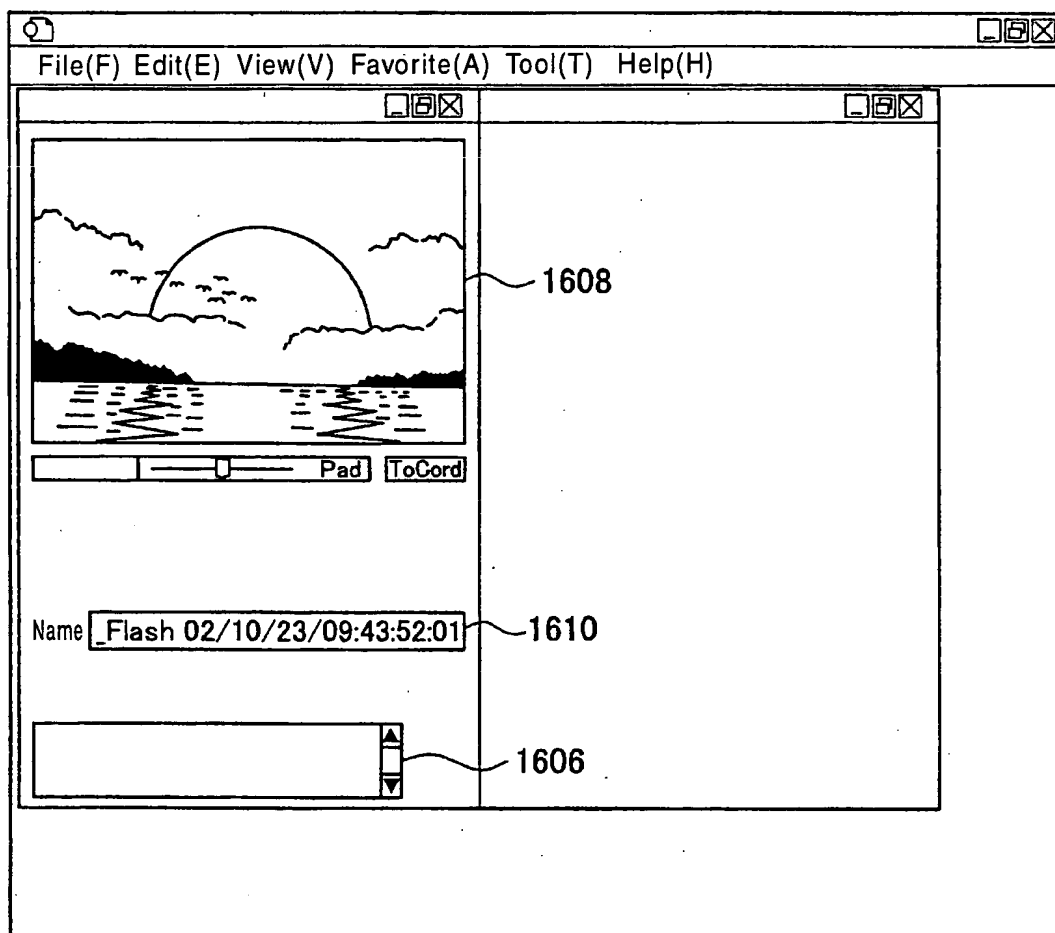 File(F) Edit(E) View(V) Favorite(A) Tool(T) Help(H)
1608
Pad ToCord
Name _Flash 02/10/23/09:43:52:01 1610
1606